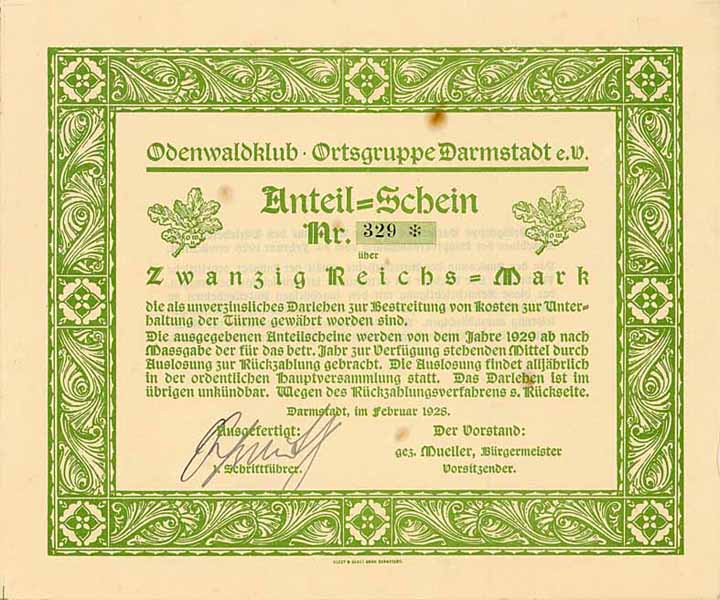 Odenwaldklub · Ortsgruppe Darmstadt e.V.
Anteil=Schein
Nr. 329 *
über
Zwanzig Reichs=Mark
die als unverzinsliches Darlehen zur Bestreitung von Kosten zur Unter=
haltung der Türme gewährt worden sind.
Die ausgegebenen Anteilscheine werden von dem Jahre 1929 ab nach
Massgabe der für das betr. Jahr zur Verfügung stehenden Mittel durch
Auslosung zur Rückzahlung gebracht. Die Auslosung findet alljährlich
in der ordentlichen Hauptversammlung statt. Das Darlehen ist im
übrigen unkündbar. Wegen des Rückzahlungsverfahrens s. Rückseite.
Darmstadt, im Februar 1928.
Ausgefertigt:
Schriftführer.
Der Vorstand:
gez. Mueller, Bürgermeister
Vorsitzender.